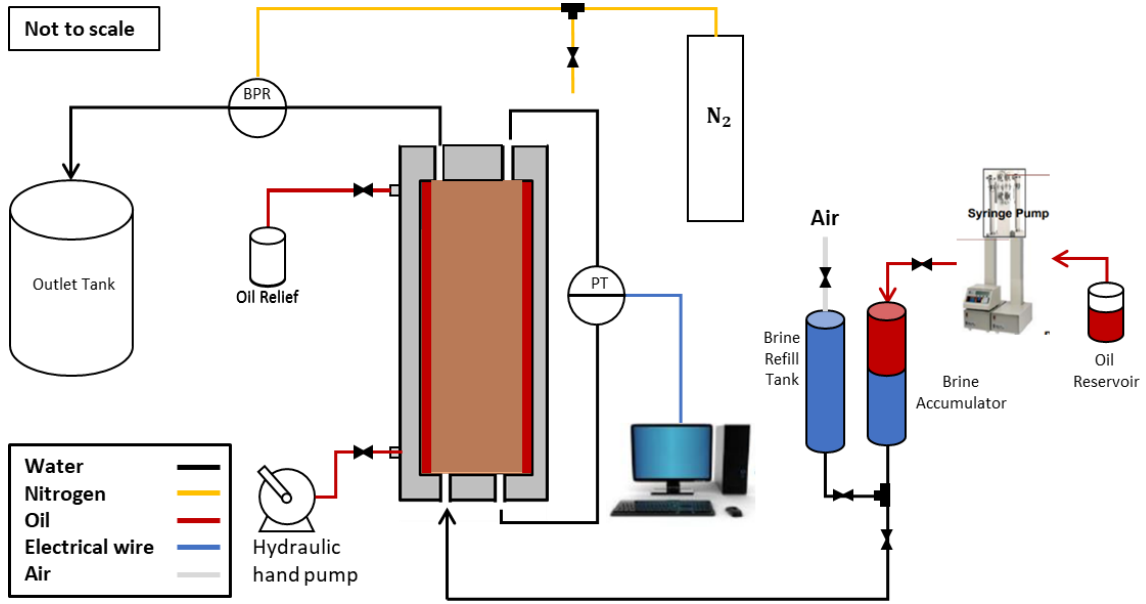 Not to scale
BPR
N₂
Outlet Tank
Oil Relief
PT
Air
Syringe Pump
Brine
Refill
Tank
Brine
Accumulator
Oil
Reservoir
Water
Nitrogen
Oil
Electrical wire
Air
Hydraulic
hand pump